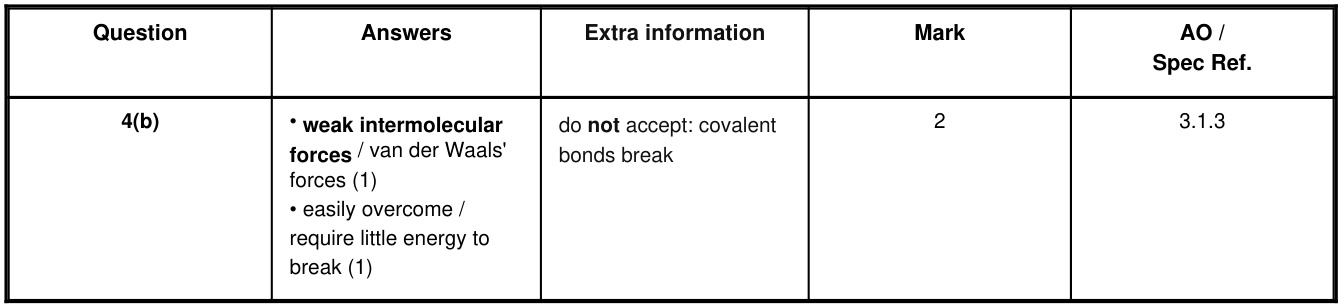 Question Answers Extra information Mark AO /
Spec Ref.
4(b)
• weak intermolecular
forces / van der Waals'
forces (1)
• easily overcome /
require little energy to
break (1)
do not accept: covalent
bonds break
2
3.1.3